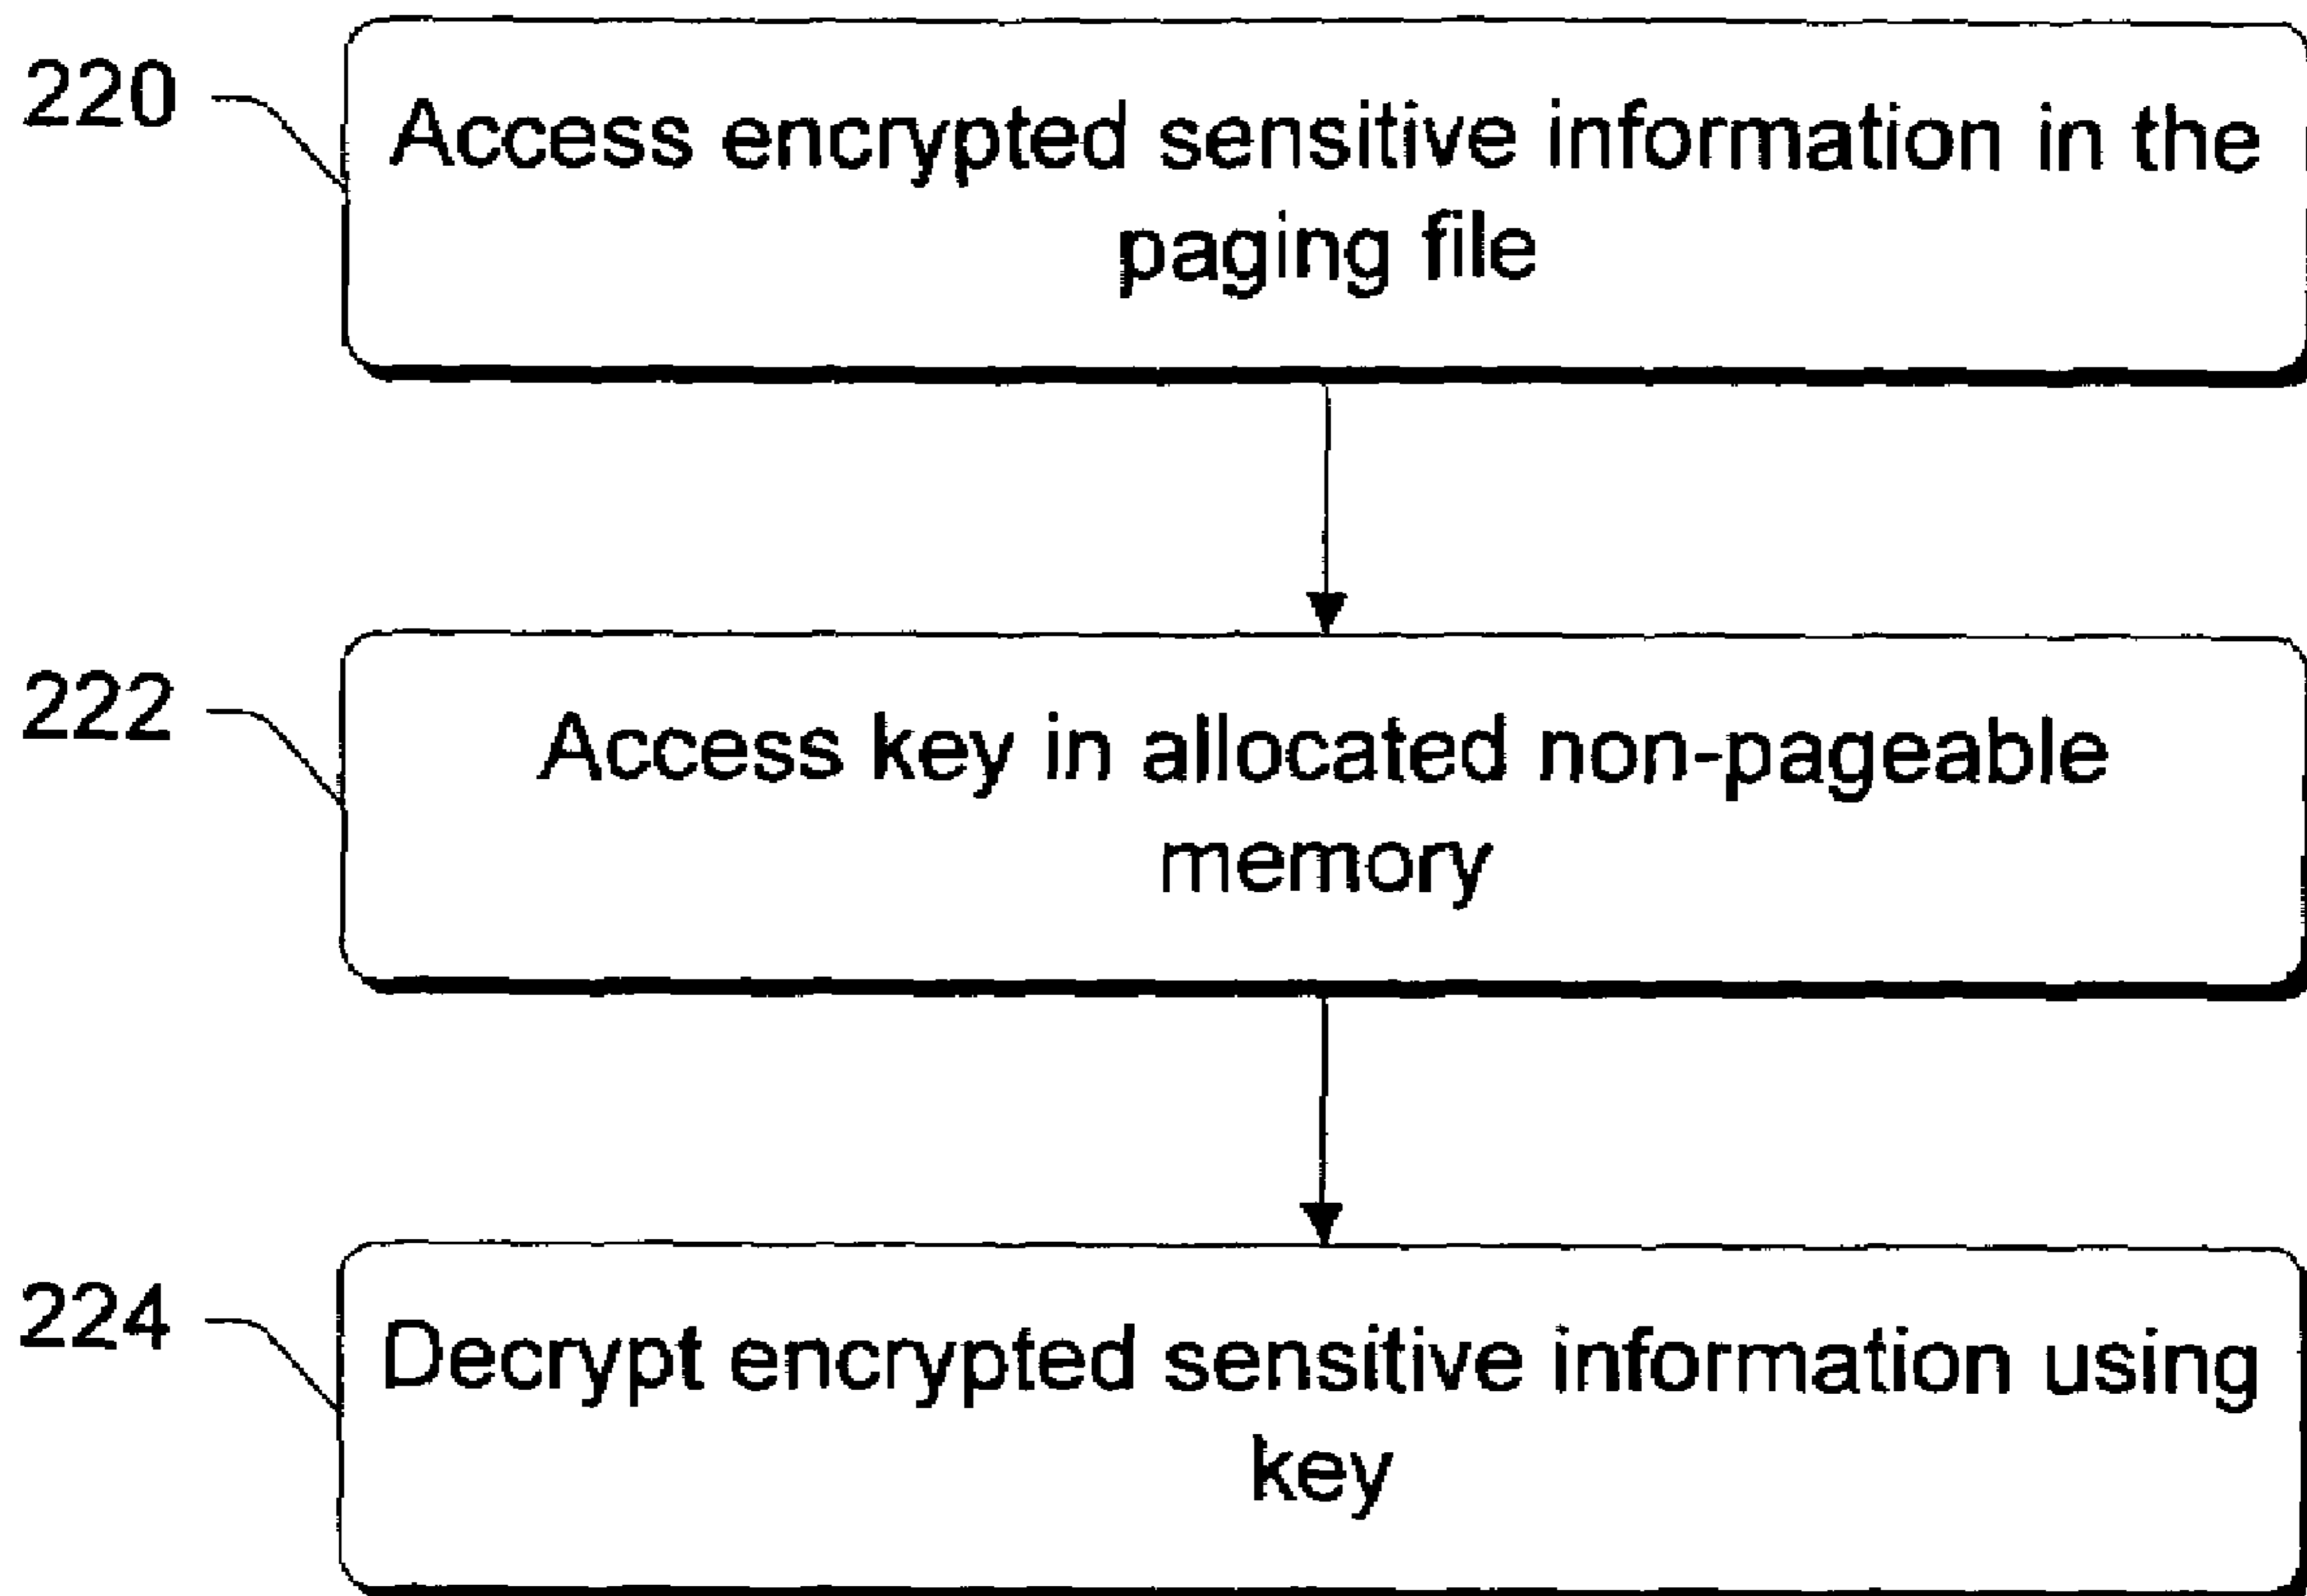 220
Access encrypted sensitive information in the
paging file
222
Access key in allocated non-pageable
memory
224
Decrypt encrypted sensitive information using
key